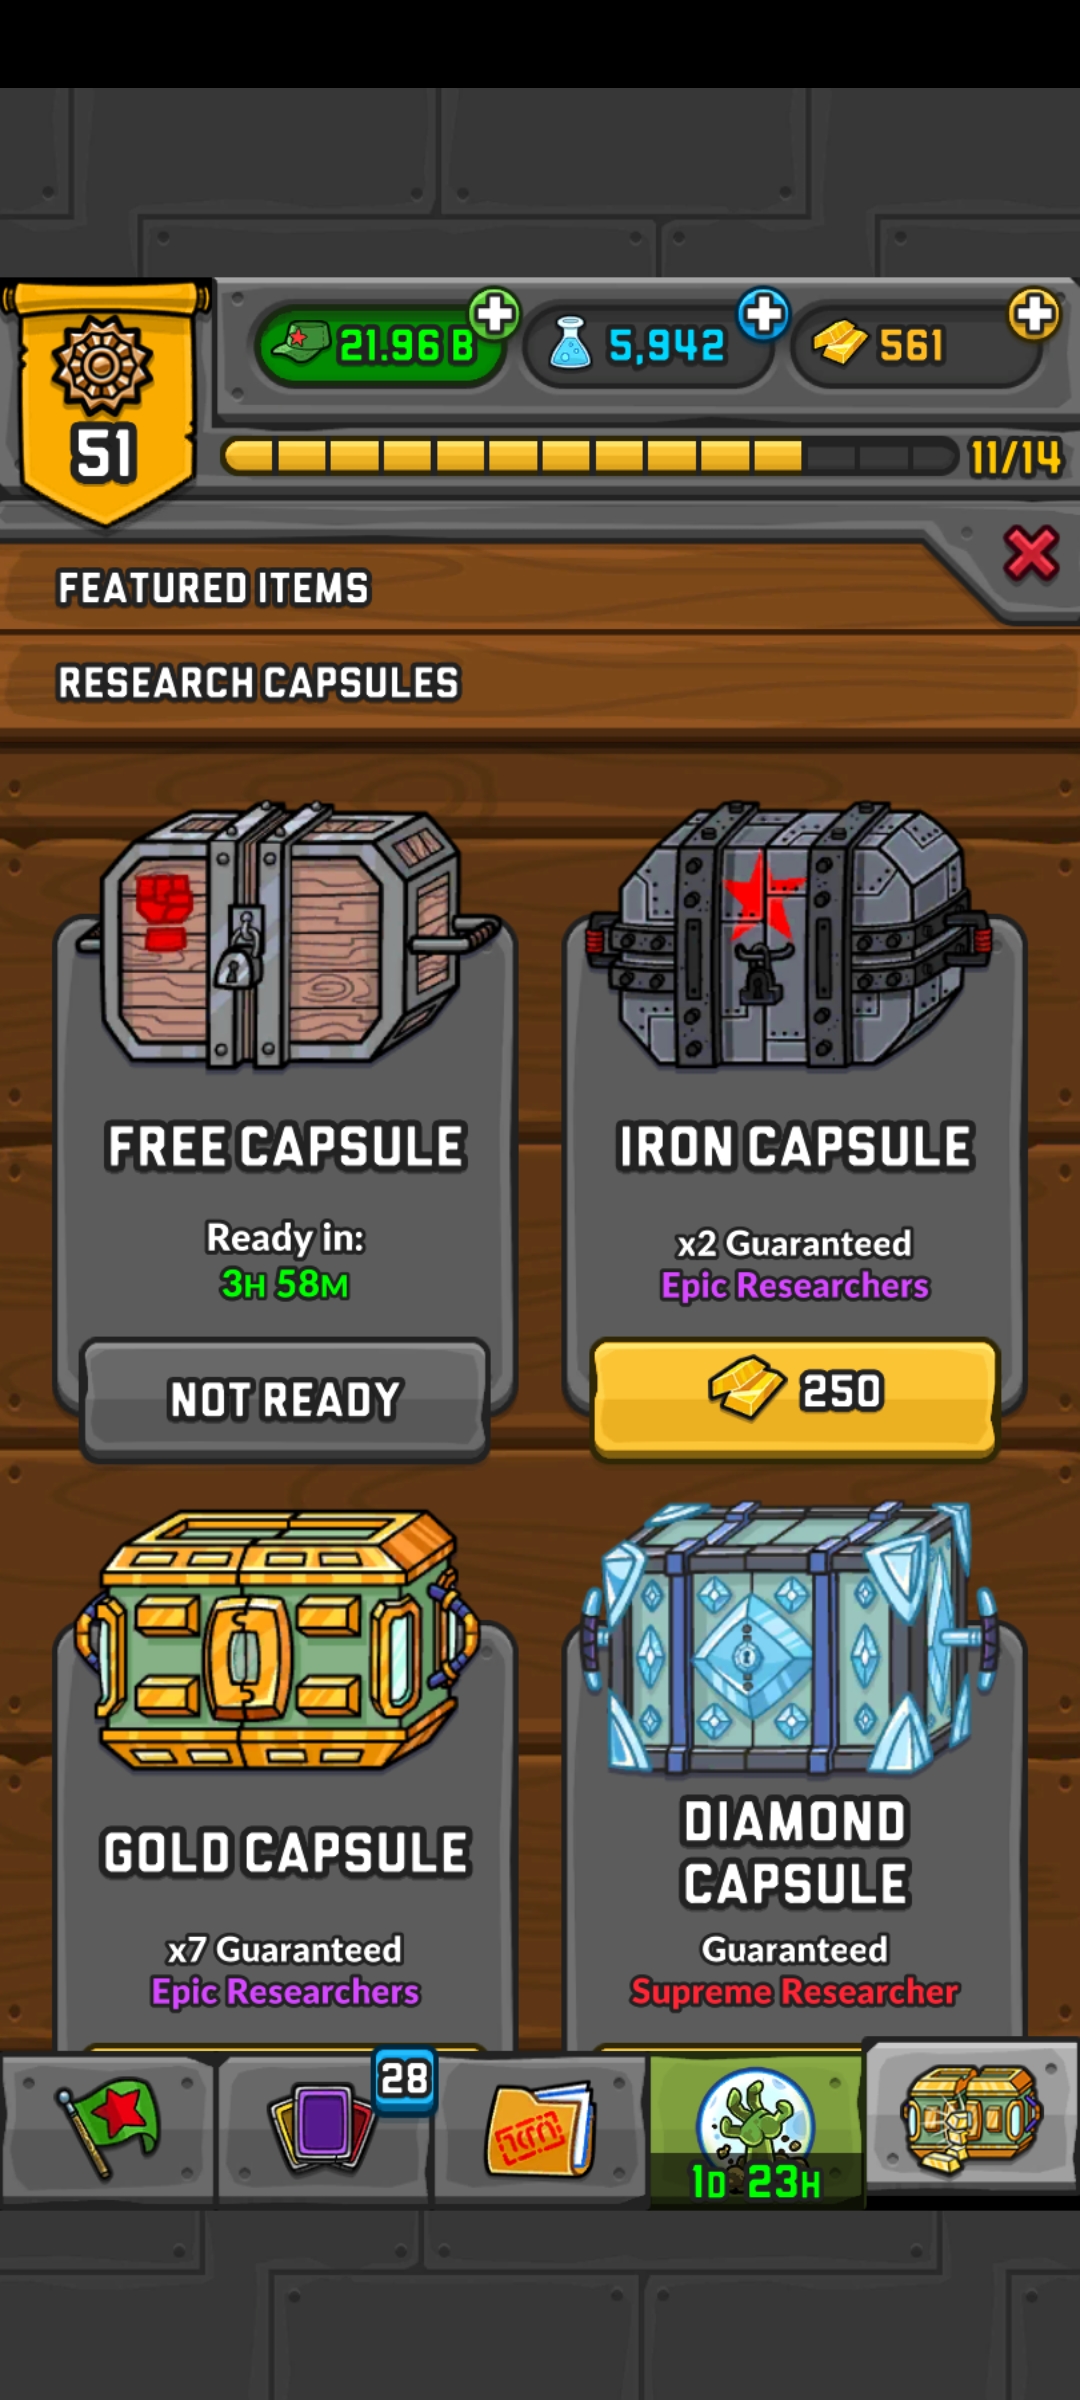 21.96 B
5,942
561
51
11/14
FEATURED ITEMS
RESEARCH CAPSULES
FREE CAPSULE
Ready in:
3H 58M
NOT READY
IRON CAPSULE
x2 Guaranteed
Epic Researchers
250
GOLD CAPSULE
x7 Guaranteed
Epic Researchers
DIAMOND
CAPSULE
Guaranteed
Supreme Researcher
28
1D 23H